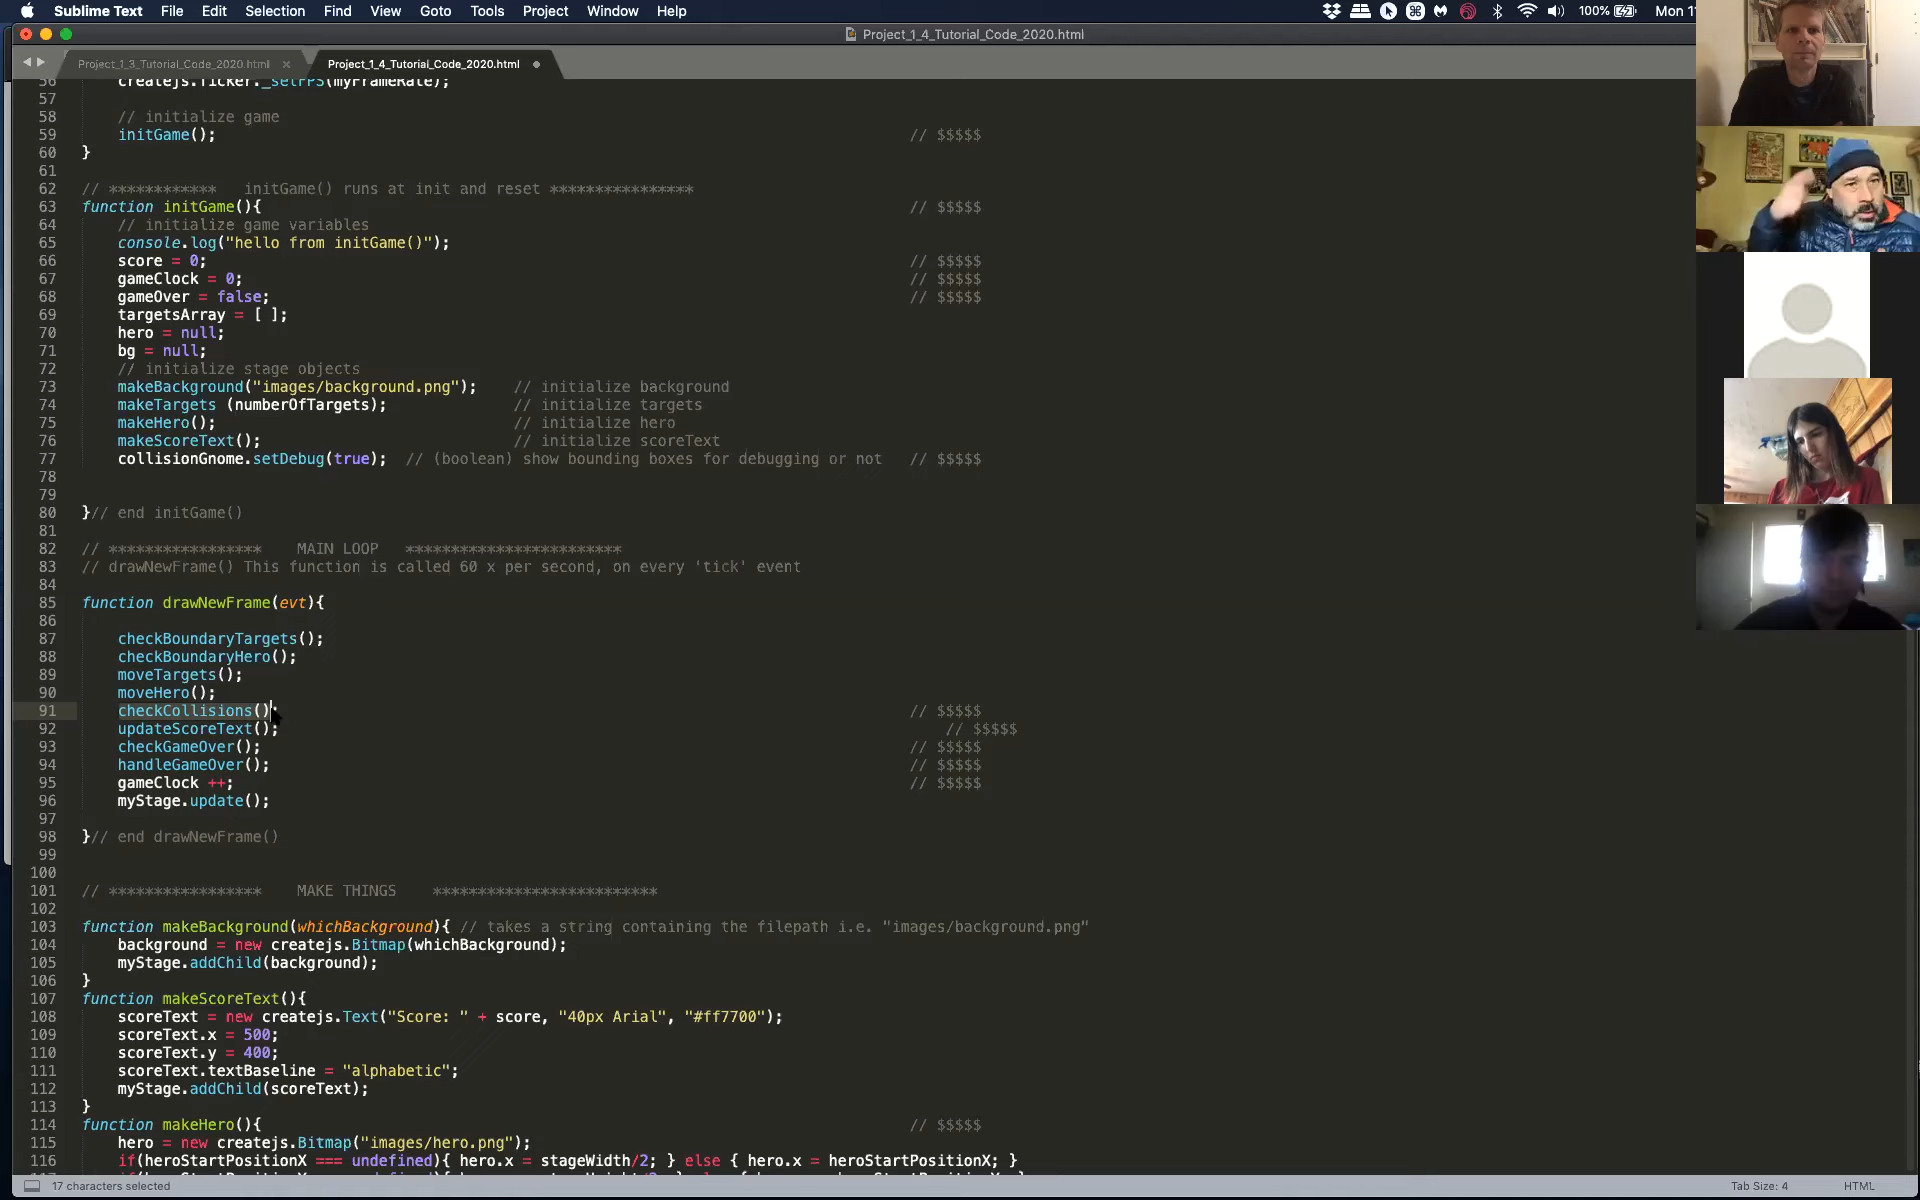 Sublime Text File Edit Selection Find View Goto Tools Project Window Help 100% Mon 1
Project_1_4_Tutorial_Code_2020.html
Project_1_3_Tutorial_Code_2020.html × Project_1_4_Tutorial_Code_2020.html
56 createjs.Ticker._setFPS(myFrameRate);
57
58 // initialize game
59 initGame(); // $$$$$
60 }
61
62 // ************ initGame() runs at init and reset ****************
63 function initGame(){ // $$$$$
64 // initialize game variables
65 console.log("hello from initGame()");
66 score = 0; // $$$$$
67 gameClock = 0; // $$$$$
68 gameOver = false; // $$$$$
69 targetsArray = [ ];
70 hero = null;
71 bg = null;
72 // initialize stage objects
73 makeBackground("images/background.png"); // initialize background
74 makeTargets (numberOfTargets); // initialize targets
75 makeHero(); // initialize hero
76 makeScoreText(); // initialize scoreText
77 collisionGnome.setDebug(true); // (boolean) show bounding boxes for debugging or not // $$$$$
78
79
80 }// end initGame()
81
82 // ***************** MAIN LOOP ************************
83 // drawNewFrame() This function is called 60 x per second, on every 'tick' event
84
85 function drawNewFrame(evt){
86
87 checkBoundaryTargets();
88 checkBoundaryHero();
89 moveTargets();
90 moveHero();
91 checkCollisions(); // $$$$$
92 updateScoreText(); // $$$$$
93 checkGameOver(); // $$$$$
94 handleGameOver(); // $$$$$
95 gameClock ++; // $$$$$
96 myStage.update();
97
98 }// end drawNewFrame()
99
100
101 // ***************** MAKE THINGS *************************
102
103 function makeBackground(whichBackground){ // takes a string containing the filepath i.e. "images/background.png"
104 background = new createjs.Bitmap(whichBackground);
105 myStage.addChild(background);
106 }
107 function makeScoreText(){
108 scoreText = new createjs.Text("Score: " + score, "40px Arial", "#ff7700");
109 scoreText.x = 500;
110 scoreText.y = 400;
111 scoreText.textBaseline = "alphabetic";
112 myStage.addChild(scoreText);
113 }
114 function makeHero(){ // $$$$$
115 hero = new createjs.Bitmap("images/hero.png");
116 if(heroStartPositionX === undefined){ hero.x = stageWidth/2; } else { hero.x = heroStartPositionX; }
17 characters selected Tab Size: 4 HTML